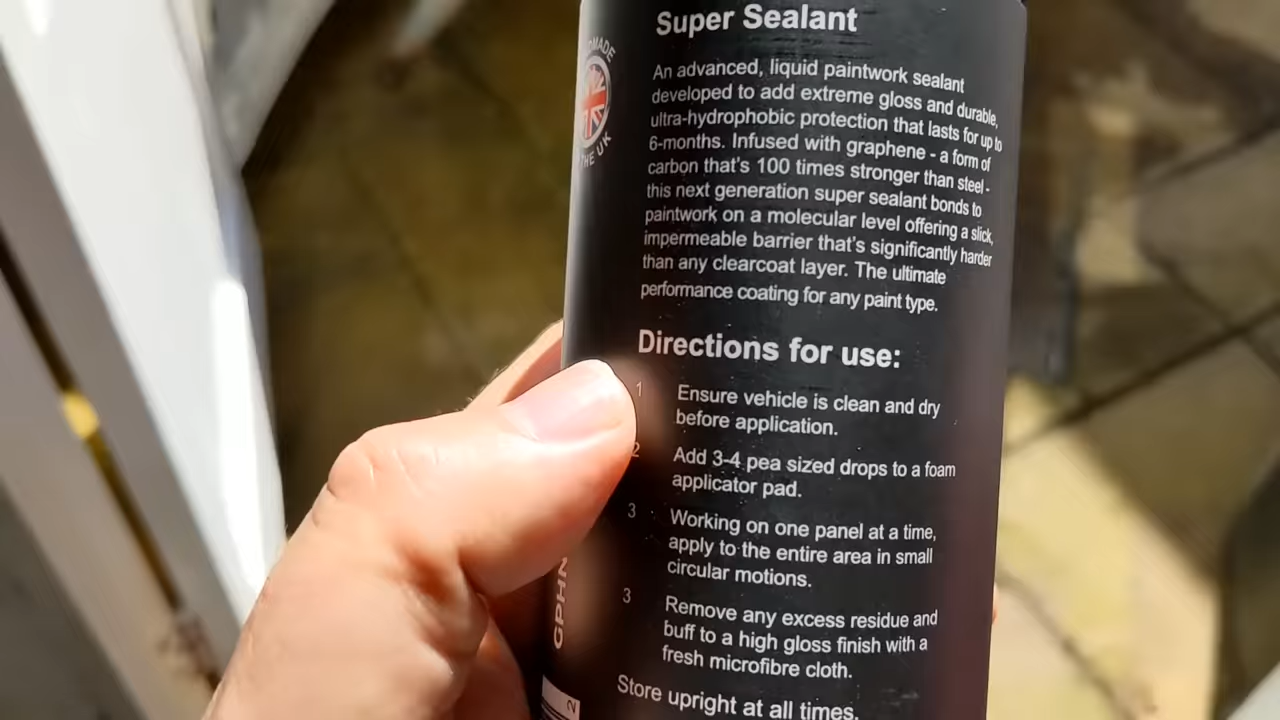 Super Sealant
An advanced, liquid paintwork sealant
developed to add extreme gloss and durable,
ultra-hydrophobic protection that lasts for up to
6-months. Infused with graphene - a form of
carbon that's 100 times stronger than steel -
this next generation super sealant bonds to
paintwork on a molecular level offering a slick,
impermeable barrier that's significantly harder
than any clearcoat layer. The ultimate
performance coating for any paint type.
THE UK
Directions for use:
1 Ensure vehicle is clean and dry
before application.
2 Add 3-4 pea sized drops to a foam
applicator pad.
3 Working on one panel at a time,
apply to the entire area in small
circular motions.
3 Remove any excess residue and
buff to a high gloss finish with a
fresh microfibre cloth.
Store upright at all times.
GPHN
2